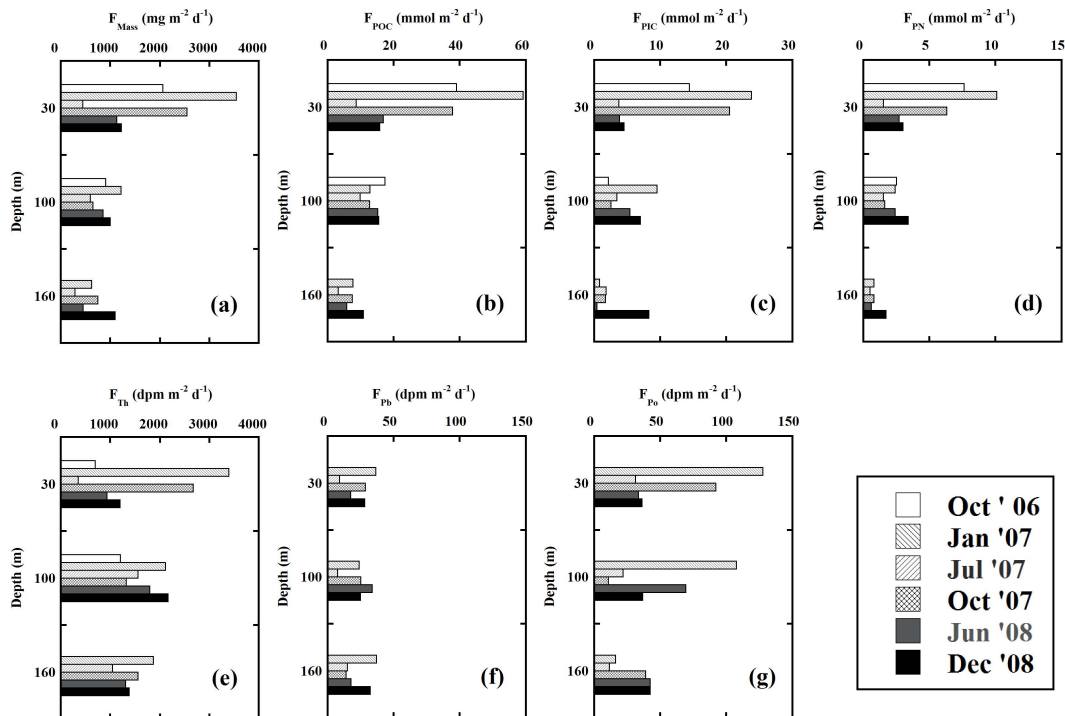 F_Mass (mg m⁻² d⁻¹)
0 1000 2000 3000 4000
Depth (m)
30
100
160
(a)
F_POC (mmol m⁻² d⁻¹)
0 20 40 60
Depth (m)
30
100
160
(b)
F_PIC (mmol m⁻² d⁻¹)
0 10 20 30
Depth (m)
30
100
160
(c)
F_PN (mmol m⁻² d⁻¹)
0 5 10 15
Depth (m)
30
100
160
(d)
F_Th (dpm m⁻² d⁻¹)
0 1000 2000 3000 4000
Depth (m)
30
100
160
(e)
F_Pb (dpm m⁻² d⁻¹)
0 50 100 150
Depth (m)
30
100
160
(f)
F_Po (dpm m⁻² d⁻¹)
0 50 100 150
Depth (m)
30
100
160
(g)
Oct ' 06
Jan '07
Jul '07
Oct '07
Jun '08
Dec '08